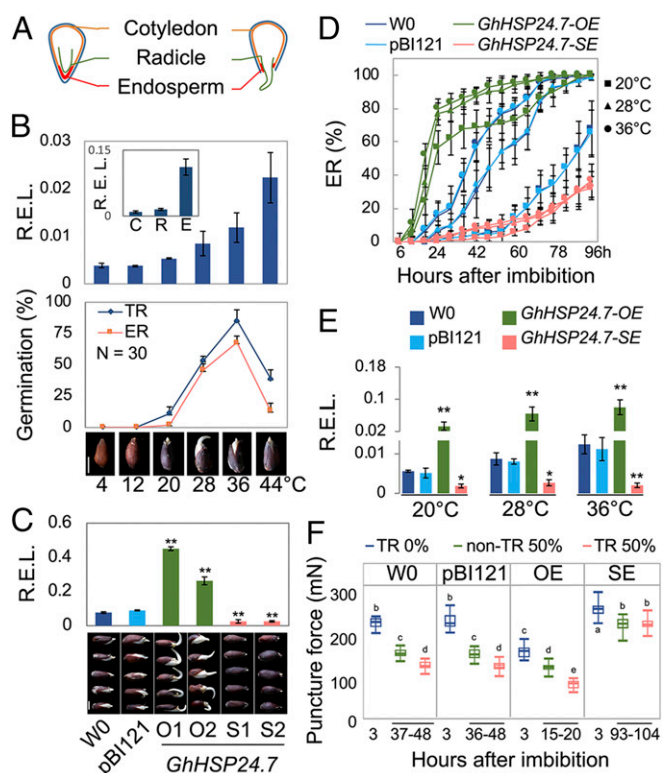 A
Cotyledon
Radicle
Endosperm
B
R.E.L.
0.03
0.02
0.01
0
R. E. L.
0.15
0
C R E
Germination (%)
100
75
50
25
0
TR
ER
N = 30
4 12 20 28 36 44°C
C
R.E.L.
0.6
0.4
0.2
0
** ** ** **
W0 pBI121 O1 O2 S1 S2
GhHSP24.7
D
W0 GhHSP24.7-OE
pBI121 GhHSP24.7-SE
ER (%)
100
80
60
40
20
0
20°C
28°C
36°C
6 24 42 60 78 96h
Hours after imbibition
E
W0 GhHSP24.7-OE
pBI121 GhHSP24.7-SE
R.E.L.
0.18
0.1
0.02
0.01
0
** * ** * ** **
20°C 28°C 36°C
F
TR 0% non-TR 50% TR 50%
W0 pBI121 OE SE
Puncture force (mN)
300
200
100
0
b c d b c d c d e a b b
3 37-48 3 36-48 3 15-20 3 93-104
Hours after imbibition